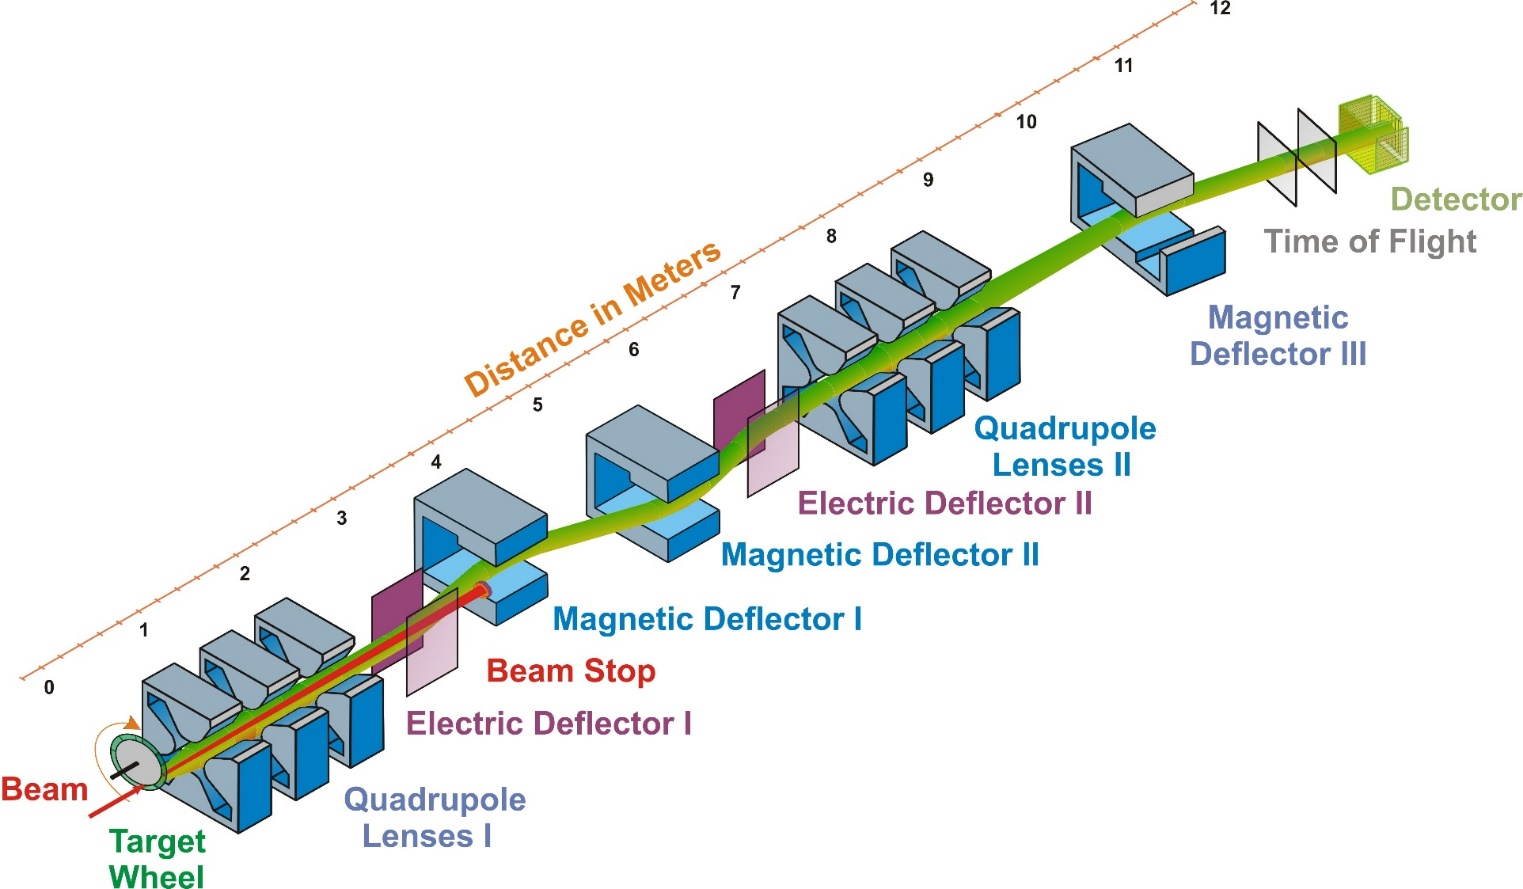 12
11
10
9
8
7
6
5
4
3
2
1
0
Distance in Meters
Detector
Time of Flight
Magnetic
Deflector III
Quadrupole
Lenses II
Electric Deflector II
Magnetic Deflector II
Magnetic Deflector I
Beam Stop
Electric Deflector I
Quadrupole
Lenses I
Beam
Target
Wheel